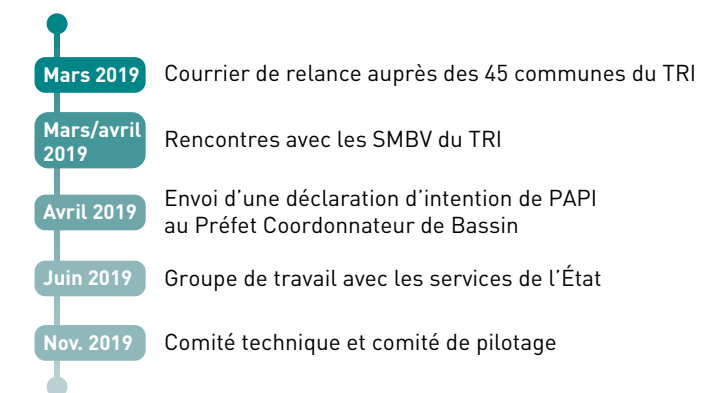 Mars 2019
Courrier de relance auprès des 45 communes du TRI
Mars/avril
2019
Rencontres avec les SMBV du TRI
Avril 2019
Envoi d’une déclaration d’intention de PAPI
au Préfet Coordonnateur de Bassin
Juin 2019
Groupe de travail avec les services de l’État
Nov. 2019
Comité technique et comité de pilotage